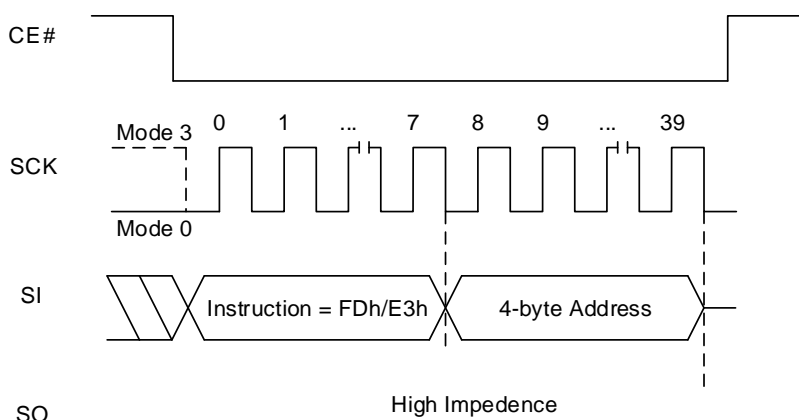 CE#
0 1 ... 7 8 9 ... 39
Mode 3
SCK
Mode 0
SI
Instruction = FDh/E3h
4-byte Address
High Impedence
SO